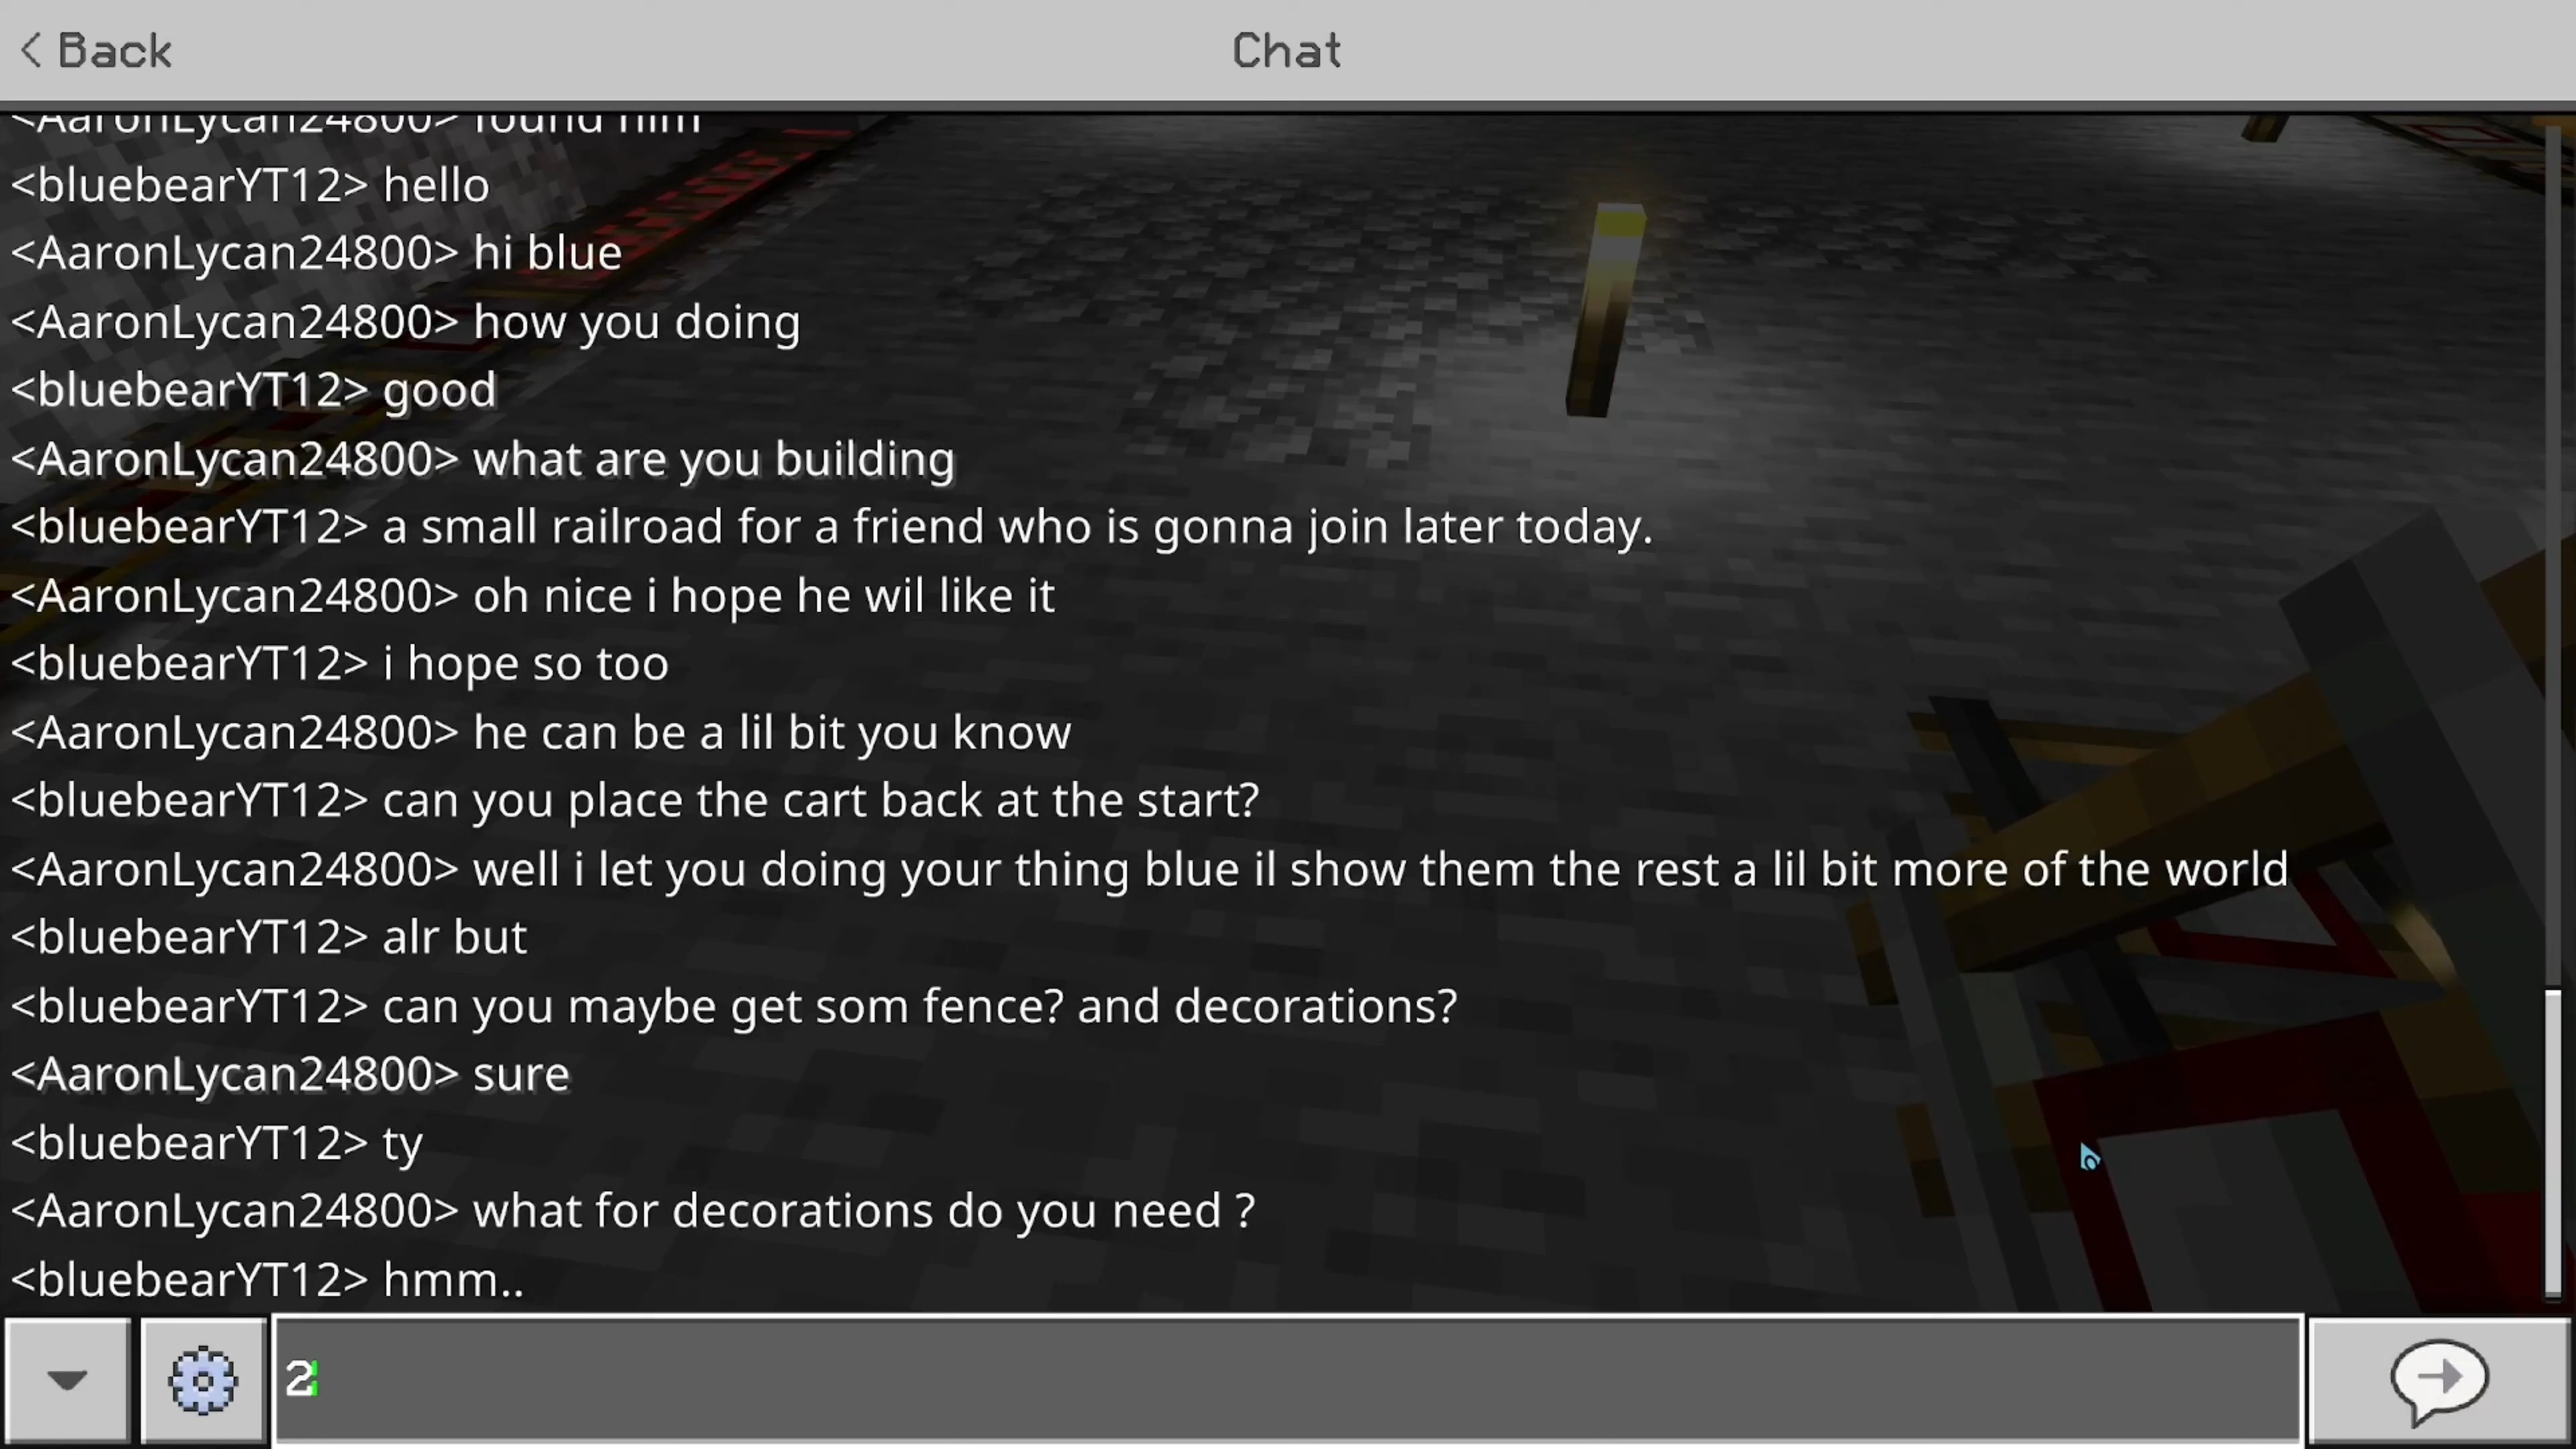 Back
Chat
<AaronLycan24800> found him
<bluebearYT12> hello
<AaronLycan24800> hi blue
<AaronLycan24800> how you doing
<bluebearYT12> good
<AaronLycan24800> what are you building
<bluebearYT12> a small railroad for a friend who is gonna join later today.
<AaronLycan24800> oh nice i hope he wil like it
<bluebearYT12> i hope so too
<AaronLycan24800> he can be a lil bit you know
<bluebearYT12> can you place the cart back at the start?
<AaronLycan24800> well i let you doing your thing blue il show them the rest a lil bit more of the world
<bluebearYT12> alr but
<bluebearYT12> can you maybe get som fence? and decorations?
<AaronLycan24800> sure
<bluebearYT12> ty
<AaronLycan24800> what for decorations do you need ?
<bluebearYT12> hmm..
2